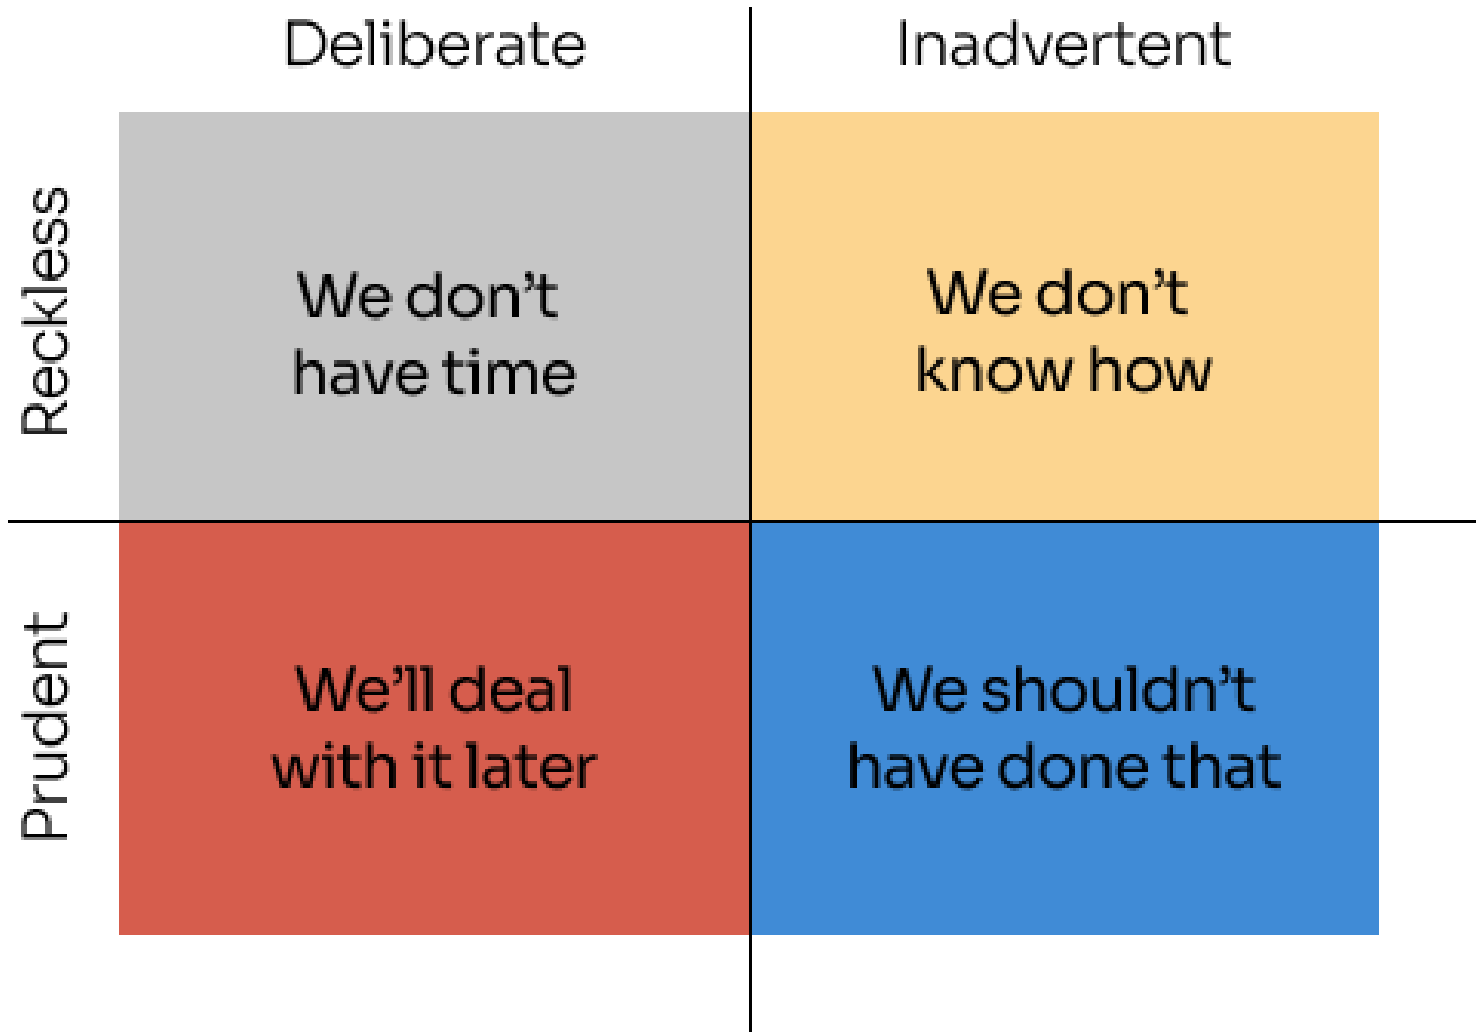 Deliberate
Inadvertent
Reckless
We don’t
have time
We don’t
know how
Prudent
We’ll deal
with it later
We shouldn’t
have done that